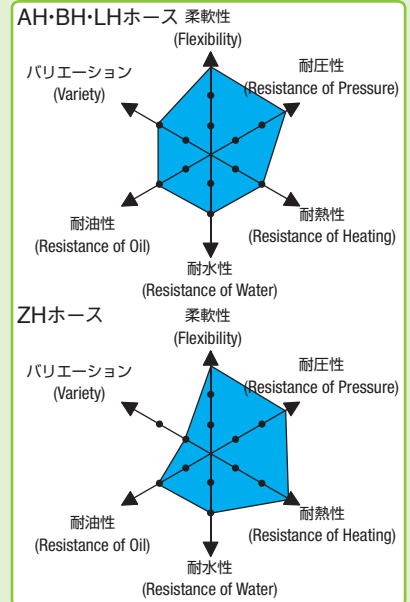 AH・BH・LHホース
柔軟性
(Flexibility)
バリエーション
(Variety)
耐圧性
(Resistance of Pressure)
耐油性
(Resistance of Oil)
耐熱性
(Resistance of Heating)
耐水性
(Resistance of Water)
ZHホース
柔軟性
(Flexibility)
バリエーション
(Variety)
耐圧性
(Resistance of Pressure)
耐油性
(Resistance of Oil)
耐熱性
(Resistance of Heating)
耐水性
(Resistance of Water)